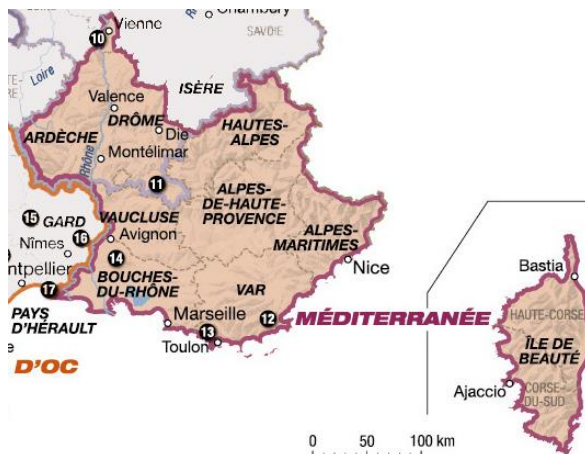 Vienne
10
SAVOIE
Loire
ISÈRE
Valence
DRÔME
ARDÈCHE
Die
HAUTES-
ALPES
Rhône
Montélimar
11
ALPES-
DE-HAUTE-
PROVENCE
15
GARD
VAUCLUSE
16
Avignon
ALPES-
MARITIMES
Nîmes
14
Nice
Bastia
ntpellier
BOUCHES-
DU-RHÔNE
VAR
17
PAYS
D'HÉRAULT
Marseille
12
MÉDITERRANÉE
HAUTE-CORSE
13
Toulon
ÎLE DE
BEAUTÉ
D'OC
Ajaccio
CORSE-
DU-SUD
0 50 100 km